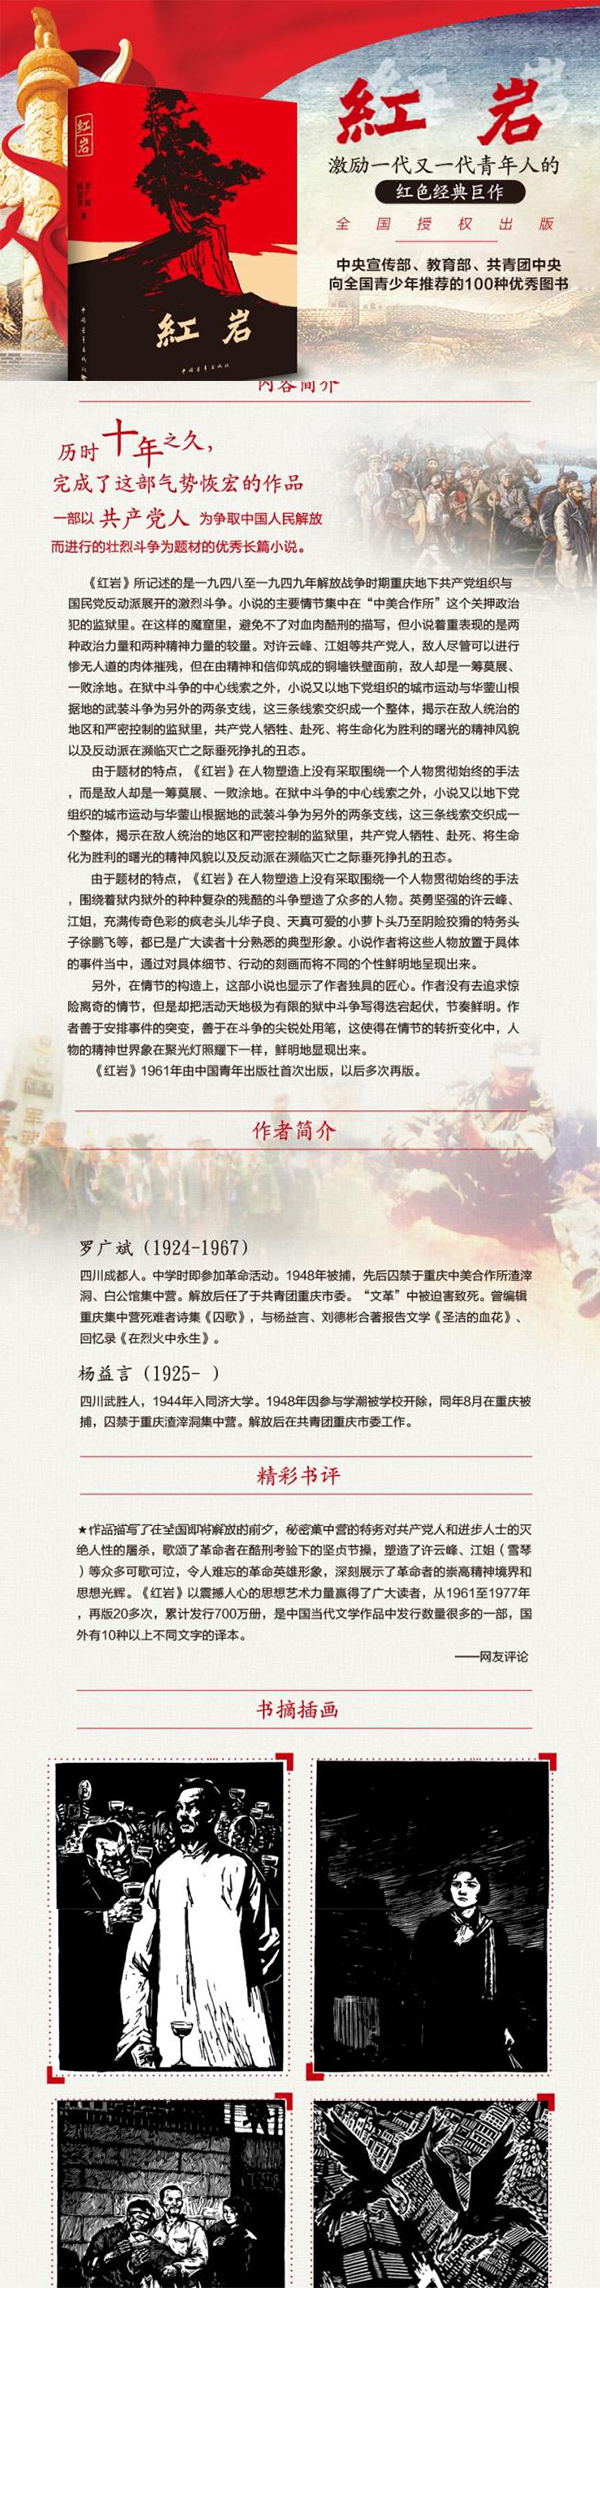 红岩
罗广斌
杨益言 著
紅岩
中国青年出版社
紅岩
激励一代又一代青年人的
红色经典巨作
全国授权出版
中央宣传部、教育部、共青团中央
向全国青少年推荐的100种优秀图书
内容简介
历时十年之久，
完成了这部气势恢宏的作品
一部以 共产党人 为争取中国人民解放
而进行的壮烈斗争为题材的优秀长篇小说。
《红岩》所记述的是一九四八至一九四九年解放战争时期重庆地下共产党组织与
国民党反动派展开的激烈斗争。小说的主要情节集中在“中美合作所”这个关押政治
犯的监狱里。在这样的魔窟里，避免不了对血肉酷刑的描写，但小说着重表现的是两
种政治力量和两种精神力量的较量。对许云峰、江姐等共产党人，敌人尽管可以进行
惨无人道的肉体摧残，但在由精神和信仰筑成的铜墙铁壁面前，敌人却是一筹莫展、
一败涂地。在狱中斗争的中心线索之外，小说又以地下党组织的城市运动与华蓥山根
据地的武装斗争为另外的两条支线，这三条线索交织成一个整体，揭示在敌人统治的
地区和严密控制的监狱里，共产党人牺牲、赴死、将生命化为胜利的曙光的精神风貌
以及反动派在濒临灭亡之际垂死挣扎的丑态。
由于题材的特点，《红岩》在人物塑造上没有采取围绕一个人物贯彻始终的手法
，而是敌人却是一筹莫展、一败涂地。在狱中斗争的中心线索之外，小说又以地下党
组织的城市运动与华蓥山根据地的武装斗争为另外的两条支线，这三条线索交织成一
个整体，揭示在敌人统治的地区和严密控制的监狱里，共产党人牺牲、赴死、将生命
化为胜利的曙光的精神风貌以及反动派在濒临灭亡之际垂死挣扎的丑态。
由于题材的特点，《红岩》在人物塑造上没有采取围绕一个人物贯彻始终的手法
，围绕着狱内狱外的种种复杂的残酷的斗争塑造了众多的人物。英勇坚强的许云峰、
江姐，充满传奇色彩的疯老头儿华子良、天真可爱的小萝卜头乃至阴险狡猾的特务头
子徐鹏飞等，都已是广大读者十分熟悉的典型形象。小说作者将这些人物放置于具体
的事件当中，通过对具体细节、行动的刻画而将不同的个性鲜明地呈现出来。
另外，在情节的构造上，这部小说也显示了作者独具的匠心。作者没有去追求惊
险离奇的情节，但是却把活动天地极为有限的狱中斗争写得迭宕起伏，节奏鲜明。作
者善于安排事件的突变，善于在斗争的尖锐处用笔，这使得在情节的转折变化中，人
物的精神世界象在聚光灯照耀下一样，鲜明地显现出来。
《红岩》1961年由中国青年出版社首次出版，以后多次再版。
作者简介
罗广斌（1924-1967）
四川成都人。中学时即参加革命活动。1948年被捕，先后囚禁于重庆中美合作所渣滓
洞、白公馆集中营。解放后任了于共青团重庆市委。“文革”中被迫害致死。曾编辑
重庆集中营死难者诗集《囚歌》，与杨益言、刘德彬合著报告文学《圣洁的血花》、
回忆录《在烈火中永生》。
杨益言（1925- ）
四川武胜人，1944年入同济大学。1948年因参与学潮被学校开除，同年8月在重庆被
捕，囚禁于重庆渣滓洞集中营。解放后在共青团重庆市委工作。
精彩书评
★作品描写了在全国即将解放的前夕，秘密集中营的特务对共产党人和进步人士的灭
绝人性的屠杀，歌颂了革命者在酷刑考验下的坚贞节操，塑造了许云峰、江姐（雪琴
）等众多可歌可泣，令人难忘的革命英雄形象，深刻展示了革命者的崇高精神境界和
思想光辉。《红岩》以震撼人心的思想艺术力量赢得了广大读者，从1961至1977年
，再版20多次，累计发行700万册，是中国当代文学作品中发行数量很多的一部，国
外有10种以上不同文字的译本。
——网友评论
书摘插画